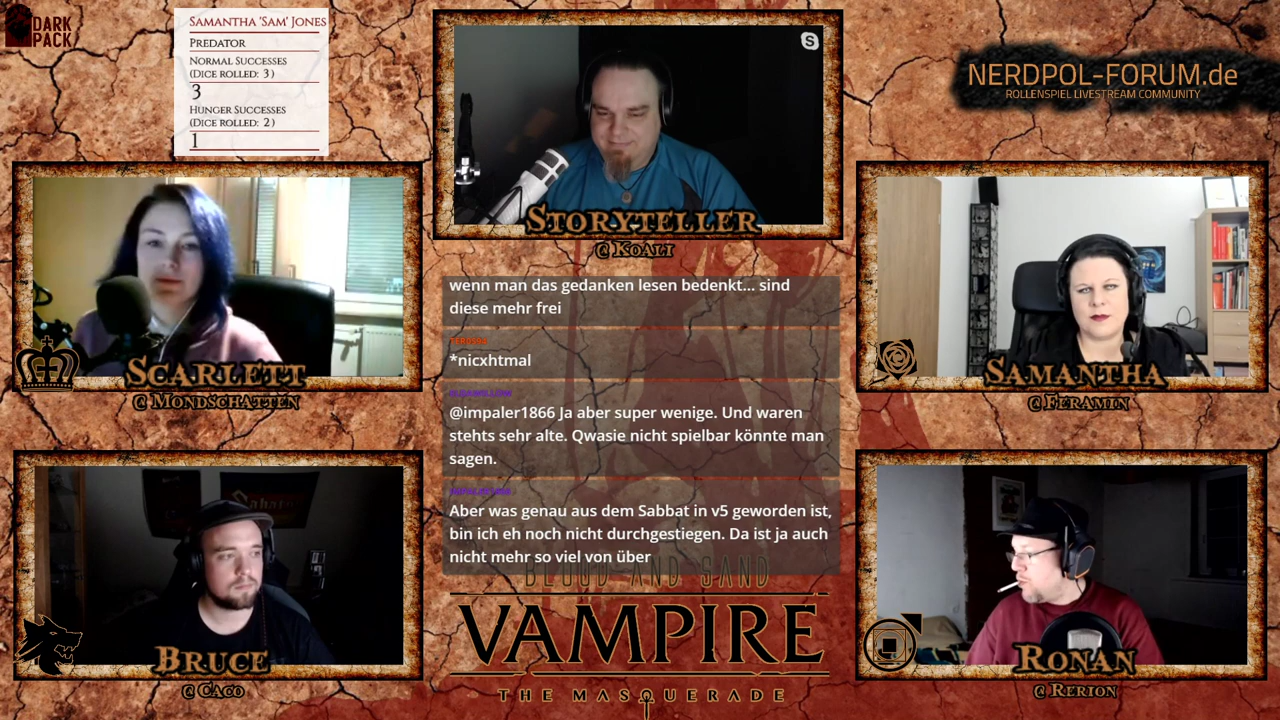 DARK
PACK
Samantha 'Sam' Jones
Predator
Normal Successes
(Dice rolled: 3)
3
Hunger Successes
(Dice rolled: 2)
1
NERDPOL-FORUM.de
ROLLENSPIEL LIVESTREAM COMMUNITY
Storyteller
@ KoAli
Scarlett
@ Mondschatten
Samantha
@ Feramin
wenn man das gedanken lesen bedenkt... sind
diese mehr frei
*nicxhtmal
@impaler1866 Ja aber super wenige. Und waren
stehts sehr alte. Qwasie nicht spielbar könnte man
sagen.
Aber was genau aus dem Sabbat in v5 geworden ist,
bin ich eh noch nicht durchgestiegen. Da ist ja auch
nicht mehr so viel von über
BLOOD AND SAND
VAMPIRE
THE MASQUERADE
Bruce
@ Caco
Ronan
@ Rerion